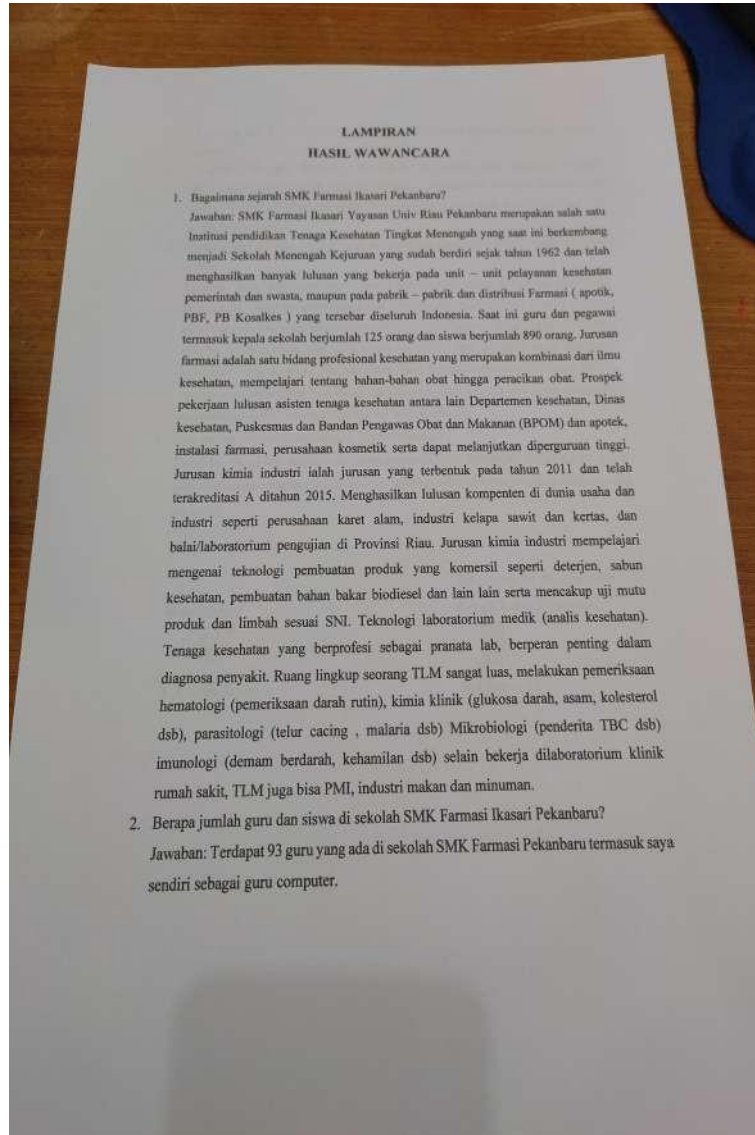 LAMPIRAN
HASIL WAWANCARA
1. Bagaimana sejarah SMK Farmasi Ikasari Pekanbaru?
Jawaban: SMK Farmasi Ikasari Yayasan Univ Riau Pekanbaru merupakan salah satu
Institusi pendidikan Tenaga Kesehatan Tingkat Menengah yang saat ini berkembang
menjadi Sekolah Menengah Kejuruan yang sudah berdiri sejak tahun 1962 dan telah
menghasilkan banyak lulusan yang bekerja pada unit – unit pelayanan kesehatan
pemerintah dan swasta, maupun pada pabrik – pabrik dan distribusi Farmasi ( apotik,
PBF, PB Kosalkes ) yang tersebar diseluruh Indonesia. Saat ini guru dan pegawai
termasuk kepala sekolah berjumlah 125 orang dan siswa berjumlah 890 orang. Jurusan
farmasi adalah satu bidang profesional kesehatan yang merupakan kombinasi dari ilmu
kesehatan, mempelajari tentang bahan-bahan obat hingga peracikan obat. Prospek
pekerjaan lulusan asisten tenaga kesehatan antara lain Departemen kesehatan, Dinas
kesehatan, Puskesmas dan Bandan Pengawas Obat dan Makanan (BPOM) dan apotek,
instalasi farmasi, perusahaan kosmetik serta dapat melanjutkan diperguruan tinggi.
Jurusan kimia industri ialah jurusan yang terbentuk pada tahun 2011 dan telah
terakreditasi A ditahun 2015. Menghasilkan lulusan kompenten di dunia usaha dan
industri seperti perusahaan karet alam, industri kelapa sawit dan kertas, dan
balai/laboratorium pengujian di Provinsi Riau. Jurusan kimia industri mempelajari
mengenai teknologi pembuatan produk yang komersil seperti deterjen, sabun
kesehatan, pembuatan bahan bakar biodiesel dan lain lain serta mencakup uji mutu
produk dan limbah sesuai SNI. Teknologi laboratorium medik (analis kesehatan).
Tenaga kesehatan yang berprofesi sebagai pranata lab, berperan penting dalam
diagnosa penyakit. Ruang lingkup seorang TLM sangat luas, melakukan pemeriksaan
hematologi (pemeriksaan darah rutin), kimia klinik (glukosa darah, asam, kolesterol
dsb), parasitologi (telur cacing , malaria dsb) Mikrobiologi (penderita TBC dsb)
imunologi (demam berdarah, kehamilan dsb) selain bekerja dilaboratorium klinik
rumah sakit, TLM juga bisa PMI, industri makan dan minuman.
2. Berapa jumlah guru dan siswa di sekolah SMK Farmasi Ikasari Pekanbaru?
Jawaban: Terdapat 93 guru yang ada di sekolah SMK Farmasi Pekanbaru termasuk saya
sendiri sebagai guru computer.